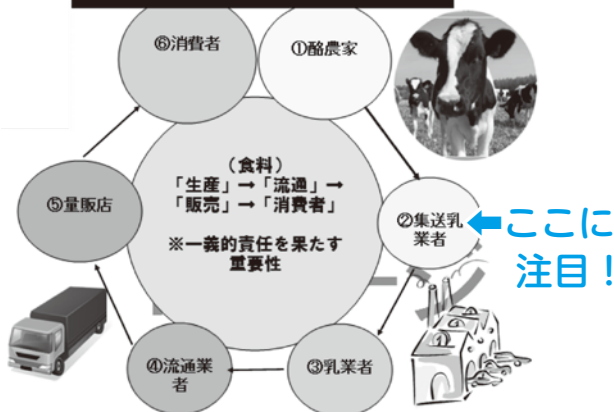 ⑥消費者
①酪農家
（食料）
「生産」→「流通」→
「販売」→「消費者」
※一義的責任を果たす
重要性
⑤量販店
②集送乳
業者
ここに
注目！
④流通業
者
③乳業者